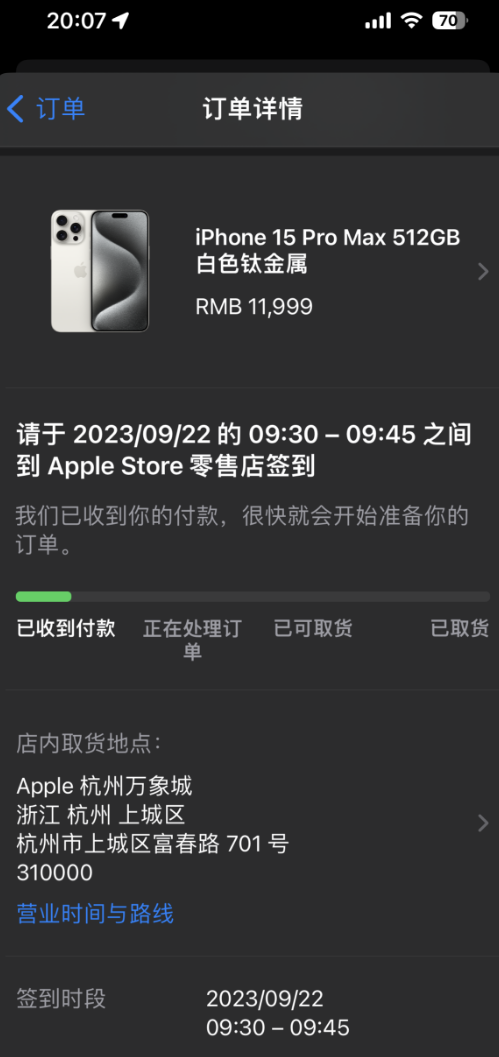 20:07
70
订单
订单详情
iPhone 15 Pro Max 512GB
白色钛金属
RMB 11,999
请于 2023/09/22 的 09:30 – 09:45 之间
到 Apple Store 零售店签到
我们已收到你的付款，很快就会开始准备你的
订单。
已收到付款
正在处理订
单
已可取货
已取货
店内取货地点：
Apple 杭州万象城
浙江 杭州 上城区
杭州市上城区富春路 701 号
310000
营业时间与路线
签到时段
2023/09/22
09:30 – 09:45